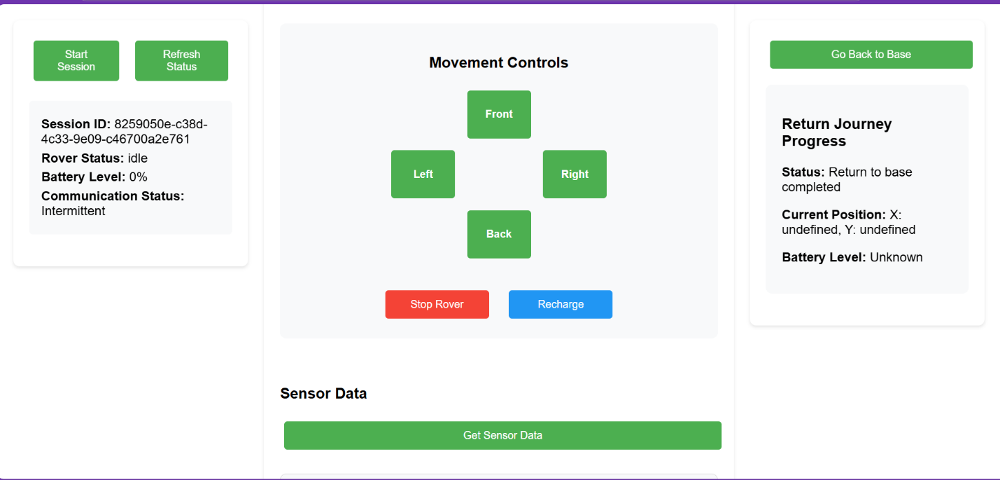 Start
Session
Refresh
Status
Session ID: 8259050e-c38d-
4c33-9e09-c46700a2e761
Rover Status: idle
Battery Level: 0%
Communication Status:
Intermittent
Movement Controls
Front
Left
Right
Back
Stop Rover
Recharge
Sensor Data
Get Sensor Data
Go Back to Base
Return Journey
Progress
Status: Return to base
completed
Current Position: X:
undefined, Y: undefined
Battery Level: Unknown